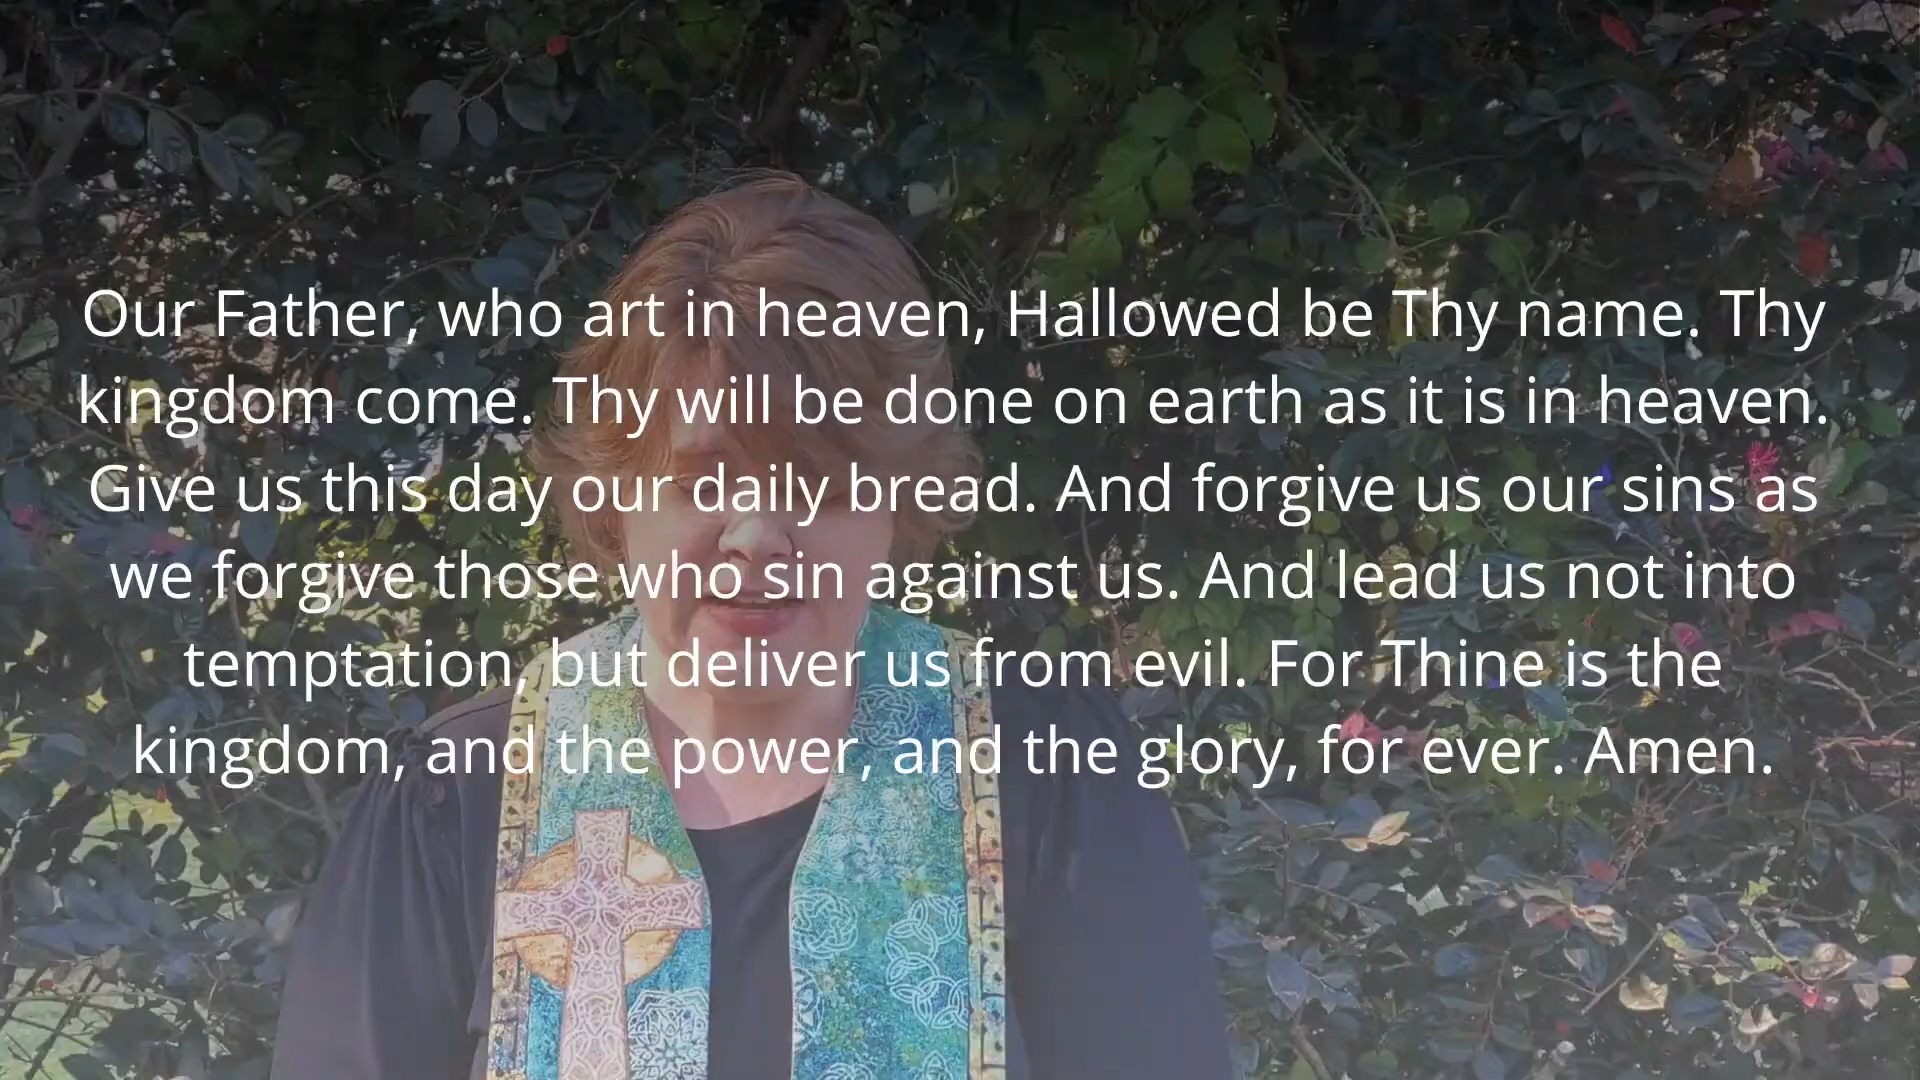 Our Father, who art in heaven, Hallowed be Thy name. Thy
kingdom come. Thy will be done on earth as it is in heaven.
Give us this day our daily bread. And forgive us our sins as
we forgive those who sin against us. And lead us not into
temptation, but deliver us from evil. For Thine is the
kingdom, and the power, and the glory, for ever. Amen.